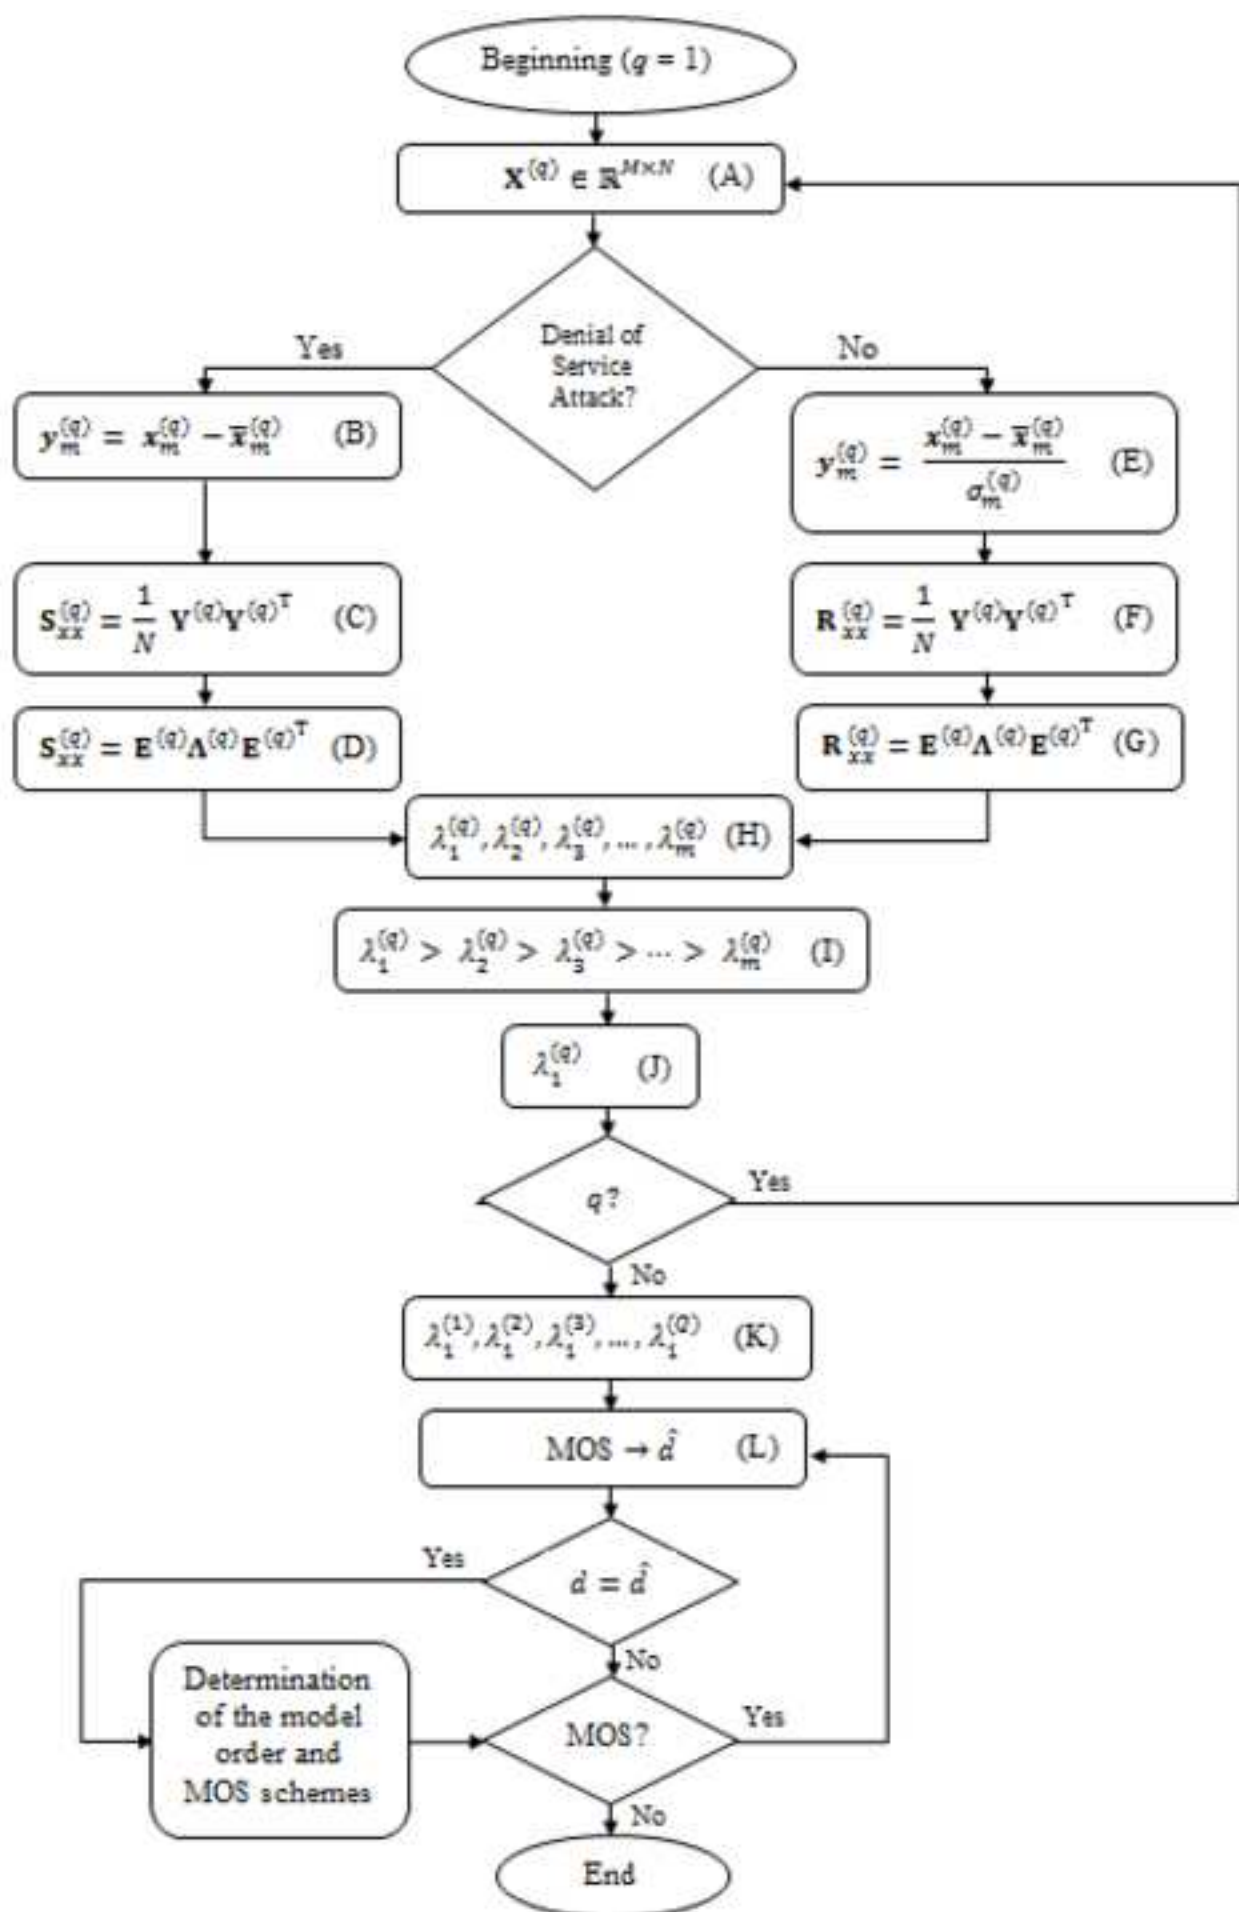 Beginning (q = 1)
X^(q) ∈ ℝ^{M×N} (A)
Denial of
Service
Attack?
Yes
No
y_m^(q) = x_m^(q) − x̄_m^(q) (B)
y_m^(q) = (x_m^(q) − x̄_m^(q)) / σ_m^(q) (E)
S_xx^(q) = 1/N Y^(q) Y^(q)^T (C)
R_xx^(q) = 1/N Y^(q) Y^(q)^T (F)
S_xx^(q) = E^(q) Λ^(q) E^(q)^T (D)
R_xx^(q) = E^(q) Λ^(q) E^(q)^T (G)
λ_1^(q), λ_2^(q), λ_3^(q), ..., λ_m^(q) (H)
λ_1^(q) > λ_2^(q) > λ_3^(q) > ⋯ > λ_m^(q) (I)
λ_1^(q) (J)
q?
Yes
No
λ_1^(1), λ_1^(2), λ_1^(3), ..., λ_1^(Q) (K)
MOS → d̂ (L)
d = d̂
Yes
No
Determination
of the model
order and
MOS schemes
MOS?
Yes
No
End